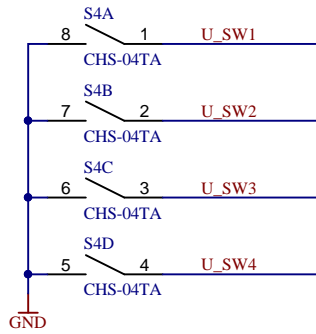 S4A
8 1 U_SW1
CHS-04TA
S4B
7 2 U_SW2
CHS-04TA
S4C
6 3 U_SW3
CHS-04TA
S4D
5 4 U_SW4
CHS-04TA
GND